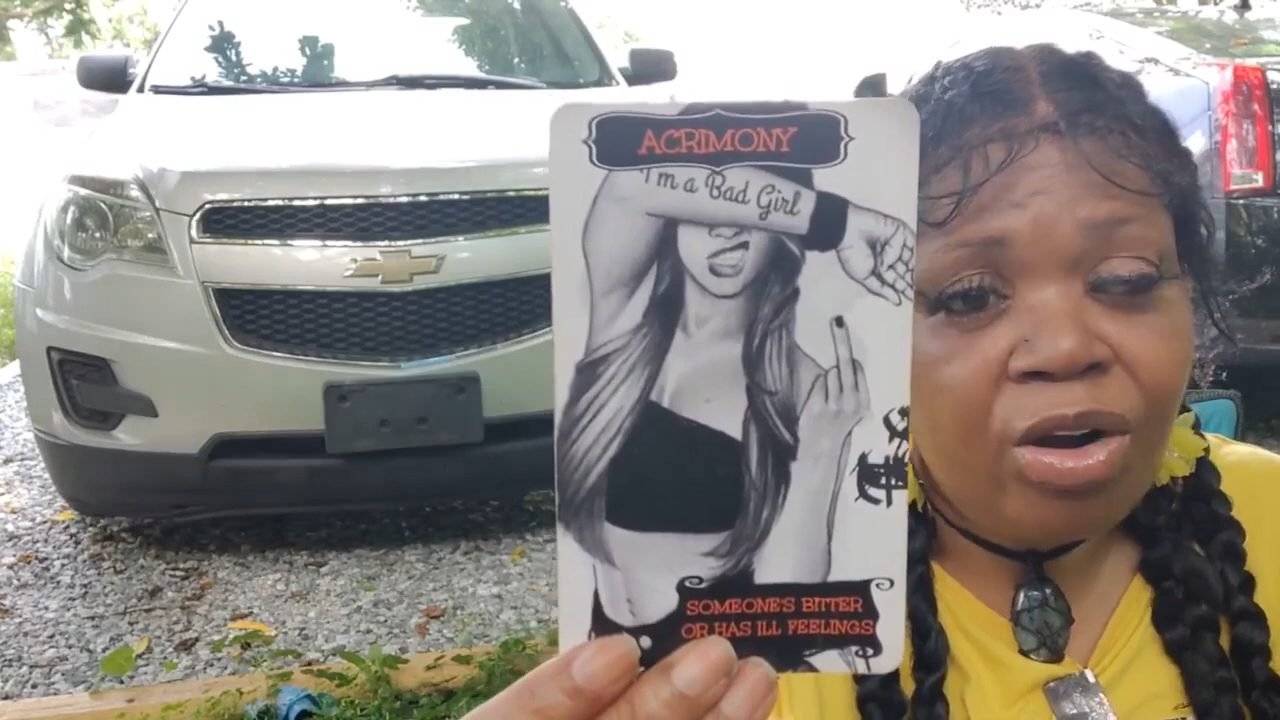 ACRIMONY
I'm a Bad Girl
SOMEONE'S BITTER
OR HAS ILL FEELINGS